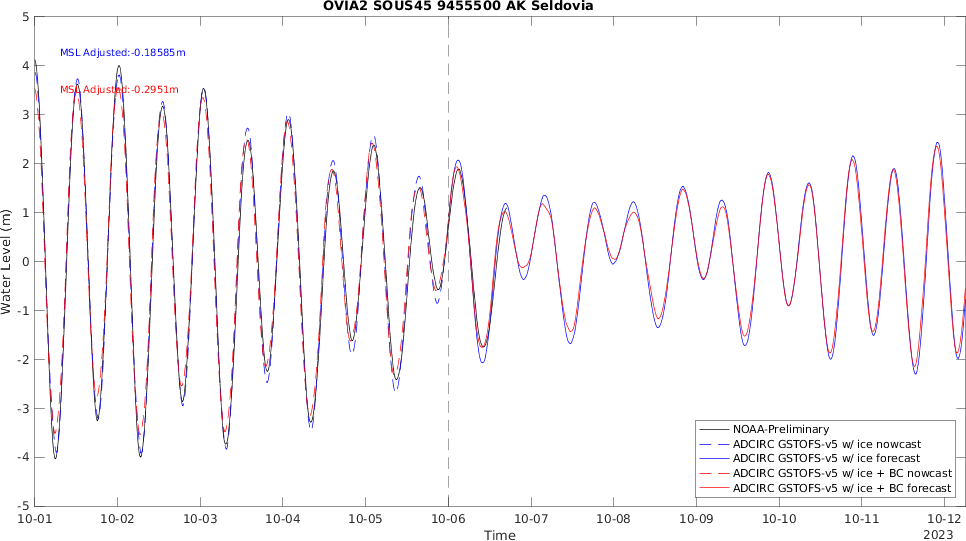 OVIA2 SOUS45 9455500 AK Seldovia
MSL Adjusted:-0.18585m
MSL Adjusted:-0.2951m
Water Level (m)
5
4
3
2
1
0
-1
-2
-3
-4
-5
NOAA-Preliminary
ADCIRC GSTOFS-v5 w/ ice nowcast
ADCIRC GSTOFS-v5 w/ ice forecast
ADCIRC GSTOFS-v5 w/ ice + BC nowcast
ADCIRC GSTOFS-v5 w/ ice + BC forecast
10-01 10-02 10-03 10-04 10-05 10-06 10-07 10-08 10-09 10-10 10-11 10-12
Time
2023